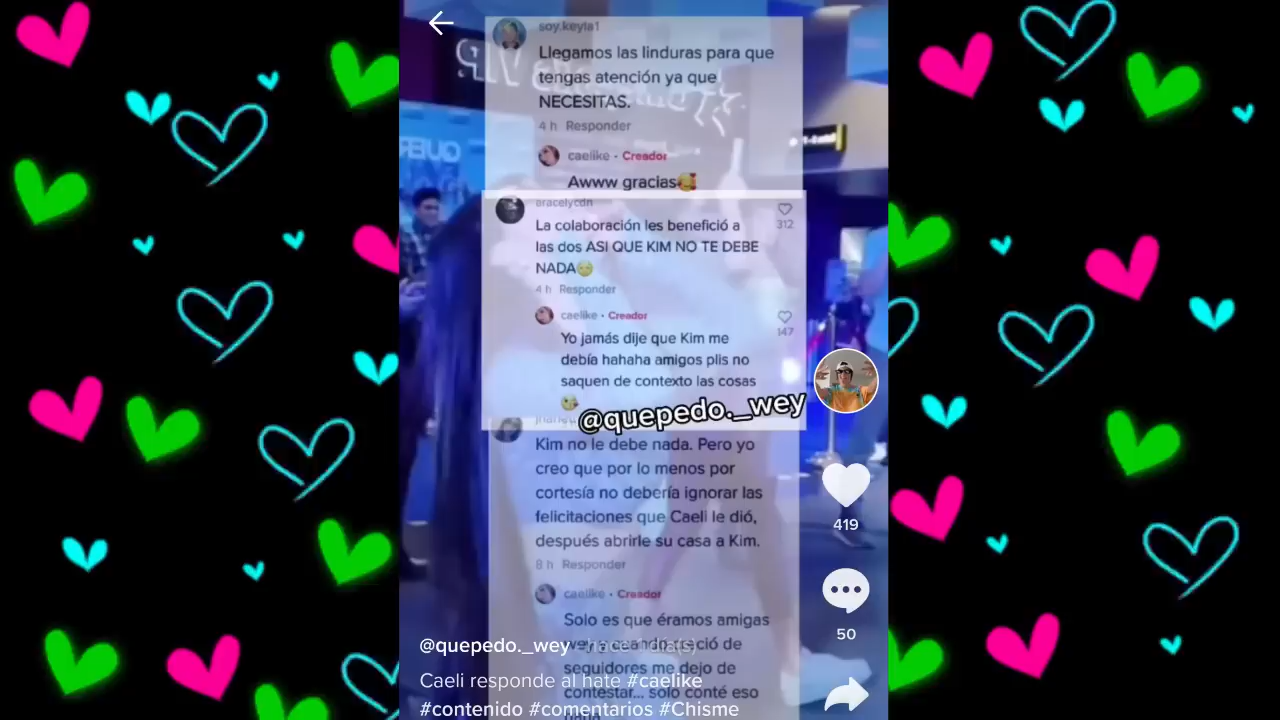 soy.keyla1
Llegamos las linduras para que
tengas atención ya que
NECESITAS.
4 h Responder
caelike · Creador
Awww gracias🥰
aracelycdn
La colaboración les benefició a
las dos ASI QUE KIM NO TE DEBE
NADA
312
4 h Responder
caelike · Creador
Yo jamás dije que Kim me
debía hahaha amigos plis no
saquen de contexto las cosas
147
@quepedo._wey
Kim no le debe nada. Pero yo
creo que por lo menos por
cortesía no debería ignorar las
felicitaciones que Caeli le dió,
después abrirle su casa a Kim.
8 h Responder
caelike · Creador
Solo es que éramos amigas
seguidores me dejo de
contestar... solo conté eso
419
50
@quepedo._wey
Caeli responde al hate #caelike
#contenido #comentarios #Chisme